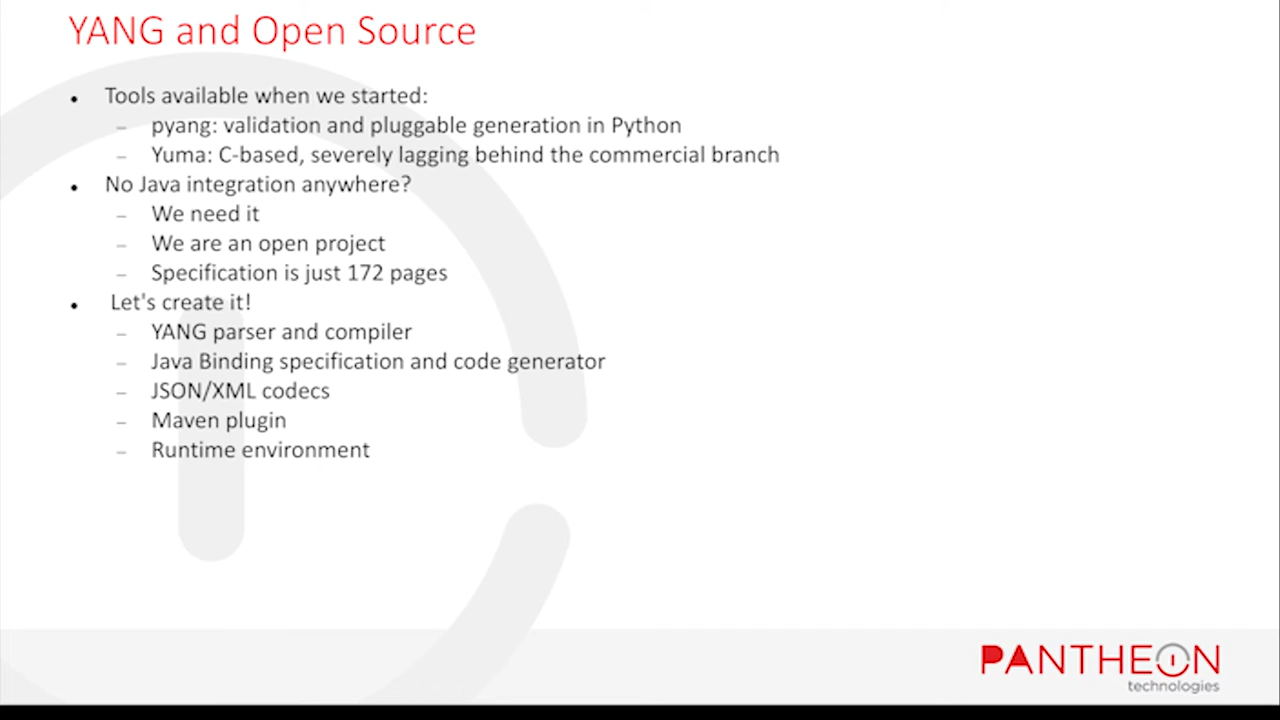 YANG and Open Source
• Tools available when we started:
– pyang: validation and pluggable generation in Python
– Yuma: C-based, severely lagging behind the commercial branch
• No Java integration anywhere?
– We need it
– We are an open project
– Specification is just 172 pages
• Let's create it!
– YANG parser and compiler
– Java Binding specification and code generator
– JSON/XML codecs
– Maven plugin
– Runtime environment
PANTHEON
technologies